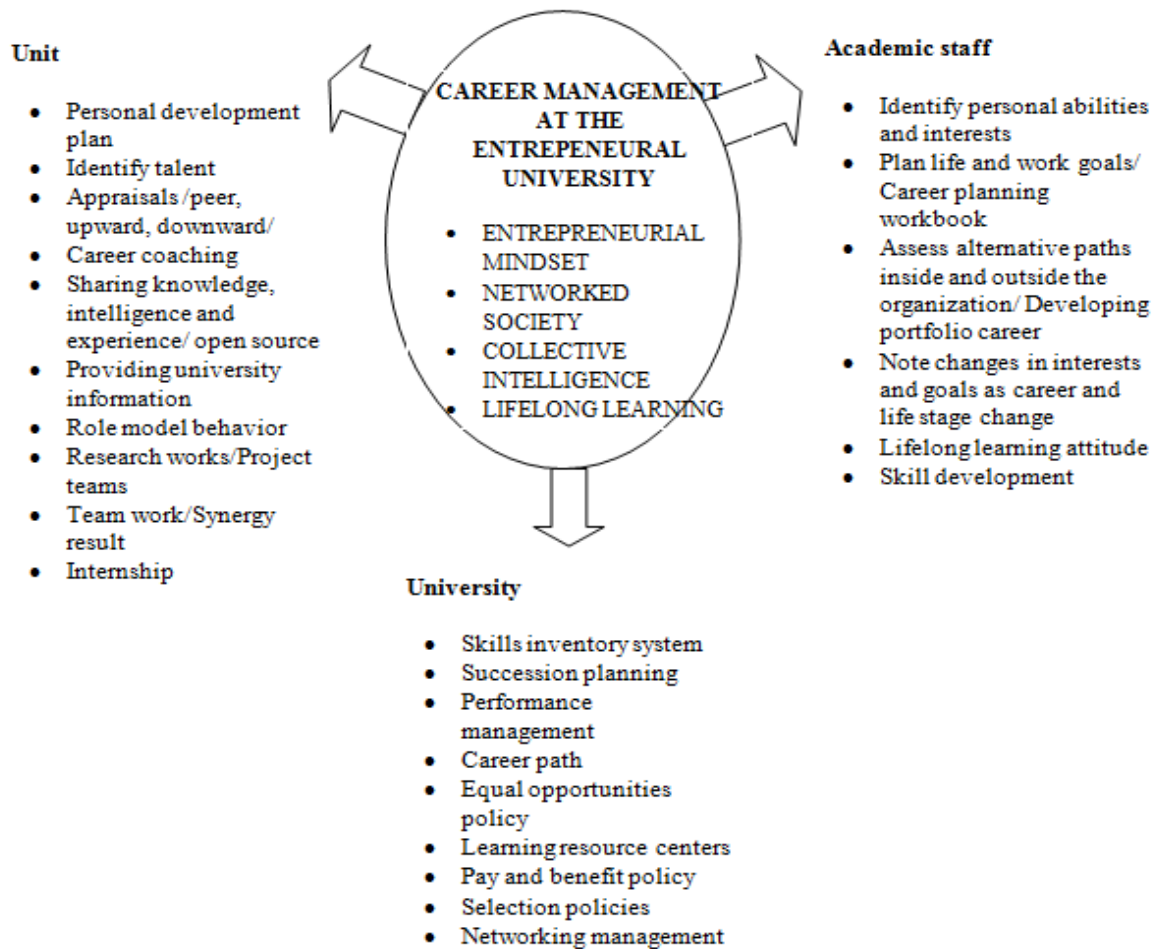 Unit
• Personal development
plan
• Identify talent
• Appraisals /peer,
upward, downward/
• Career coaching
• Sharing knowledge,
intelligence and
experience/ open source
• Providing university
information
• Role model behavior
• Research works/Project
teams
• Team work/Synergy
result
• Internship
CAREER MANAGEMENT
AT THE
ENTREPENEURAL
UNIVERSITY
• ENTREPRENEURIAL
MINDSET
• NETWORKED
SOCIETY
• COLLECTIVE
INTELLIGENCE
• LIFELONG LEARNING
Academic staff
• Identify personal abilities
and interests
• Plan life and work goals/
Career planning
workbook
• Assess alternative paths
inside and outside the
organization/ Developing
portfolio career
• Note changes in interests
and goals as career and
life stage change
• Lifelong learning attitude
• Skill development
University
• Skills inventory system
• Succession planning
• Performance
management
• Career path
• Equal opportunities
policy
• Learning resource centers
• Pay and benefit policy
• Selection policies
• Networking management